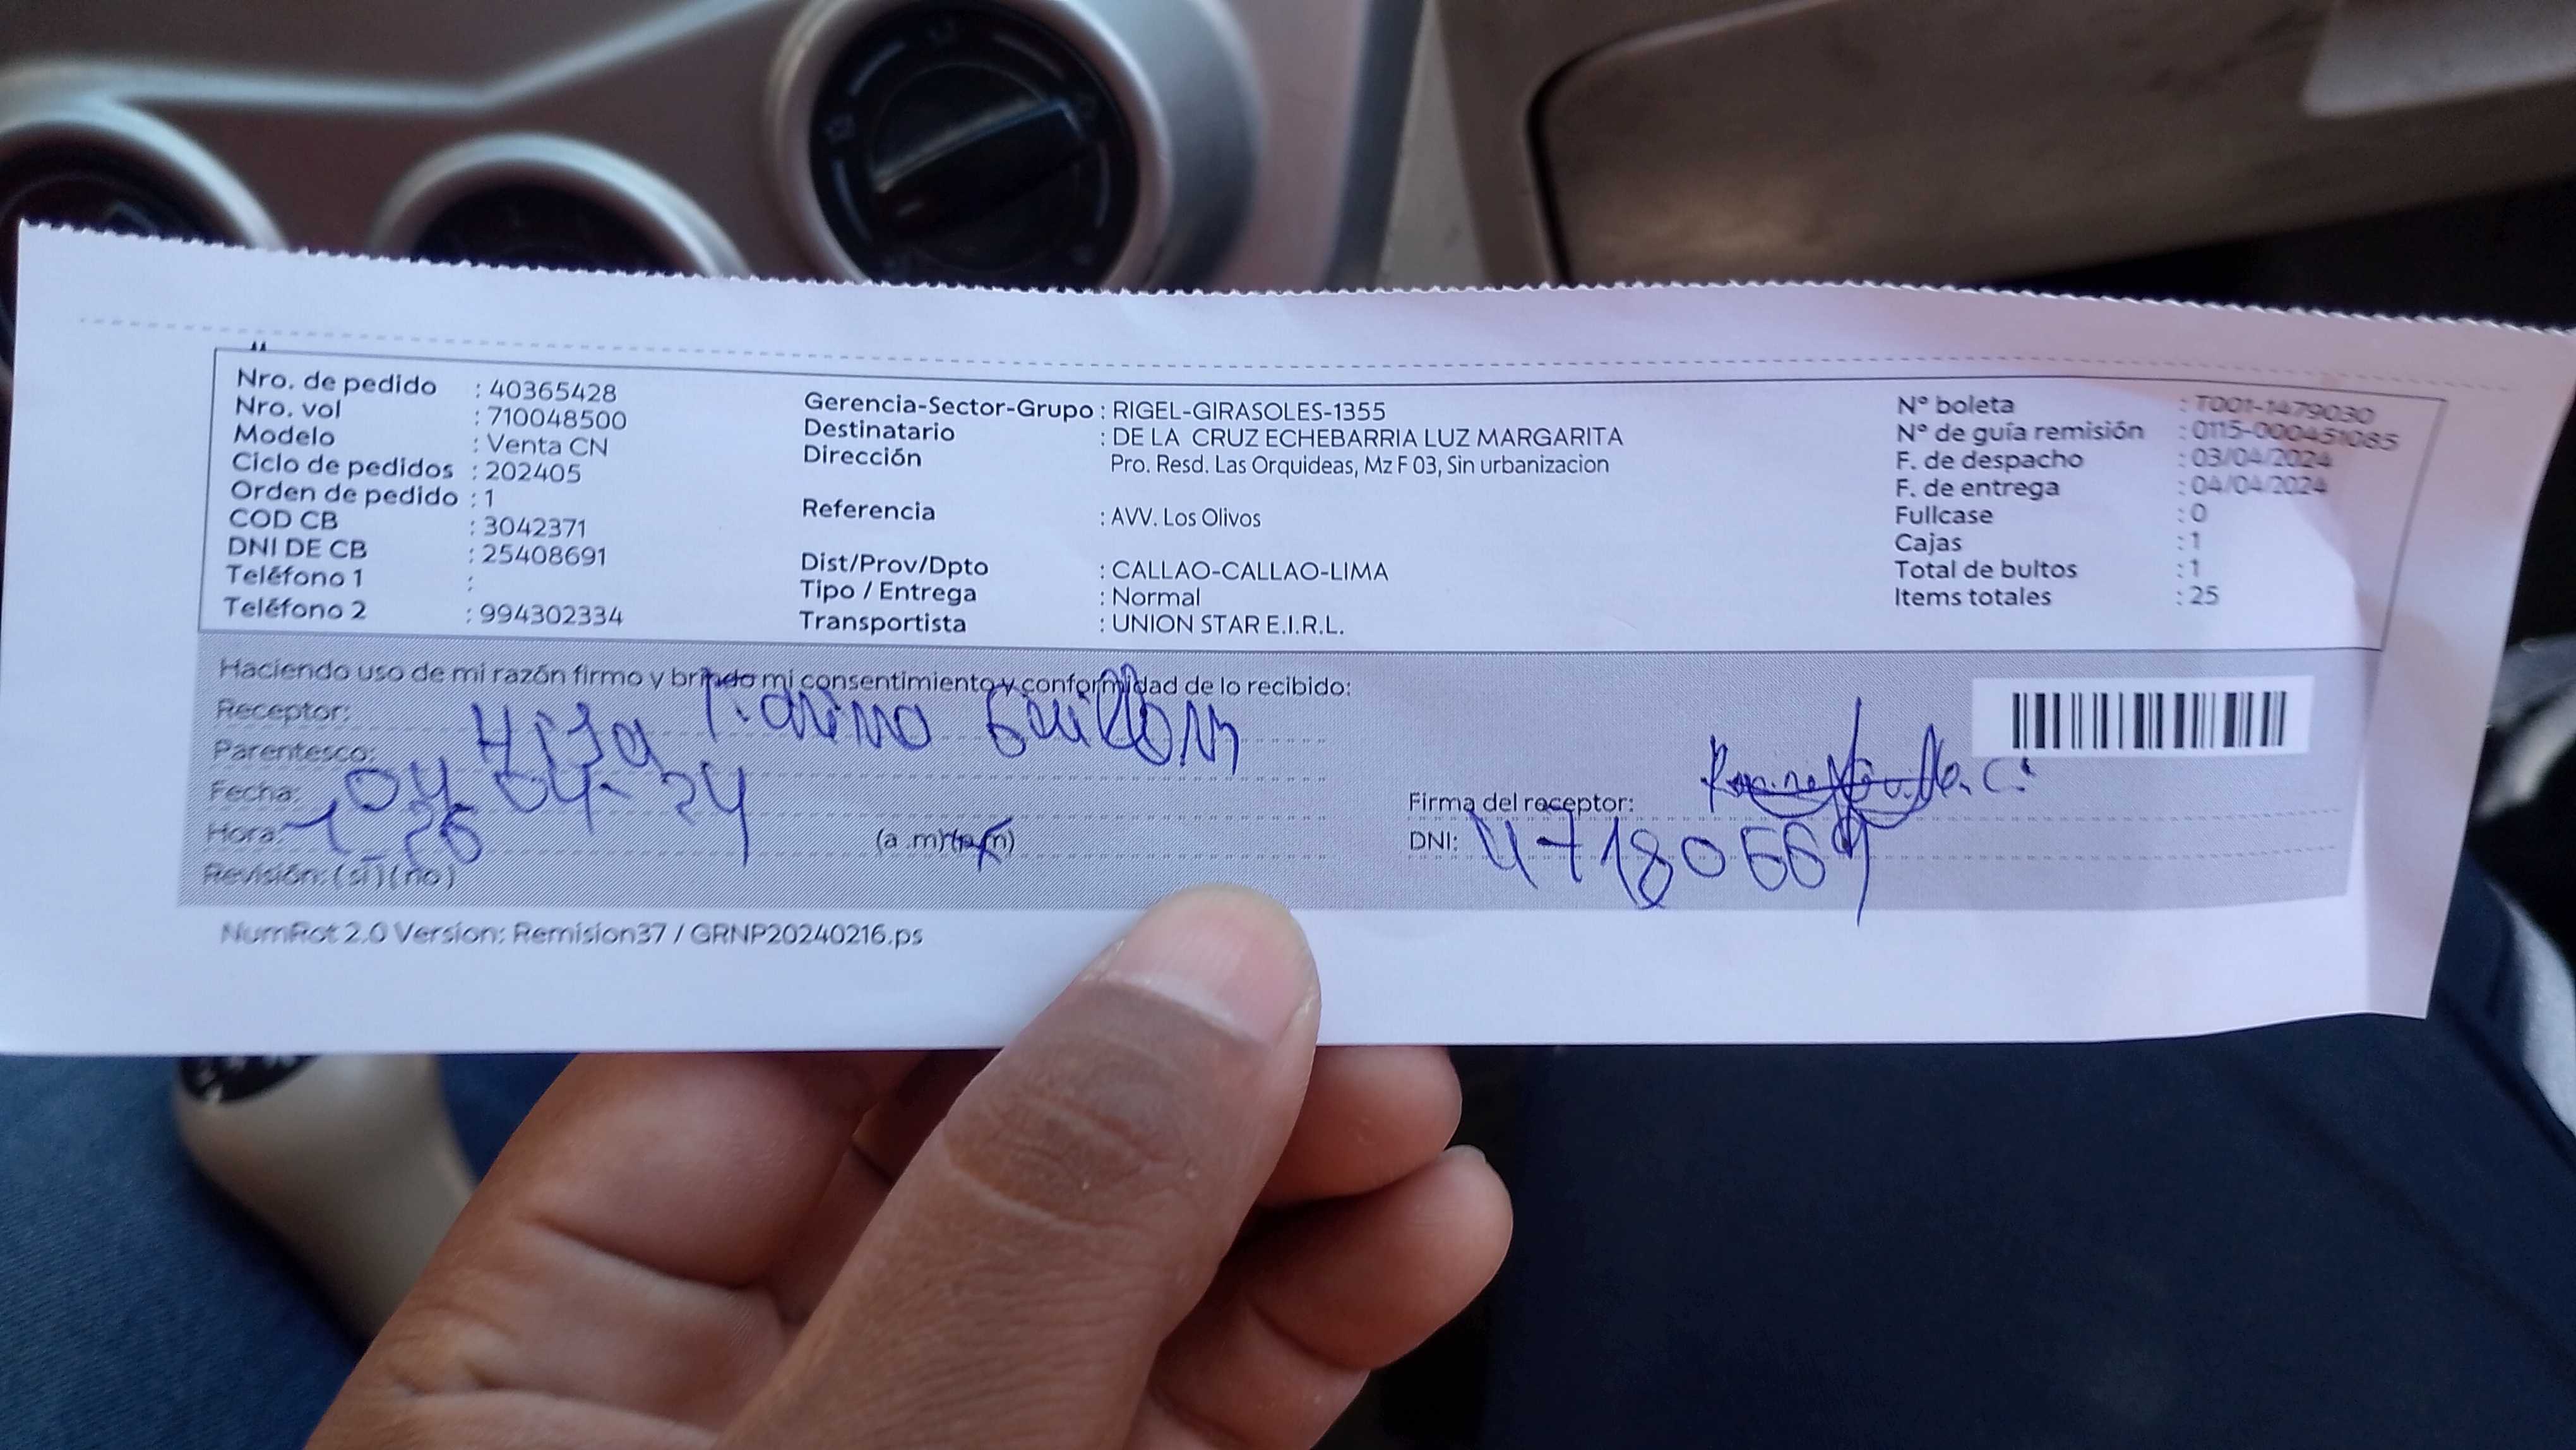 Nro. de pedido : 40365428
Nro. vol : 710048500
Modelo : Venta CN
Ciclo de pedidos : 202405
Orden de pedido : 1
COD CB : 3042371
DNI DE CB : 25408691
Teléfono 1 :
Teléfono 2 : 994302334
Gerencia-Sector-Grupo : RIGEL-GIRASOLES-1355
Destinatario : DE LA CRUZ ECHEBARRIA LUZ MARGARITA
Dirección Pro. Resd. Las Orquideas, Mz F 03, Sin urbanizacion
Referencia : AVV. Los Olivos
Dist/Prov/Dpto : CALLAO-CALLAO-LIMA
Tipo / Entrega : Normal
Transportista : UNION STAR E.I.R.L.
N° boleta : T001-1479030
N° de guía remisión : 0115-000451085
F. de despacho : 03/04/2024
F. de entrega : 04/04/2024
Fullcase : 0
Cajas : 1
Total de bultos : 1
Items totales : 25
Haciendo uso de mi razón firmo y brindo mi consentimiento y conformidad de lo recibido:
Receptor:
Parentesco: Hija
Fecha: 04-04-24
Hora: 1 26 (a .m) (p.m)
Revisión: (si) (no)
Firma del receptor:
DNI: 47180669
NumRot 2.0 Version: Remision37 / GRNP20240216.ps